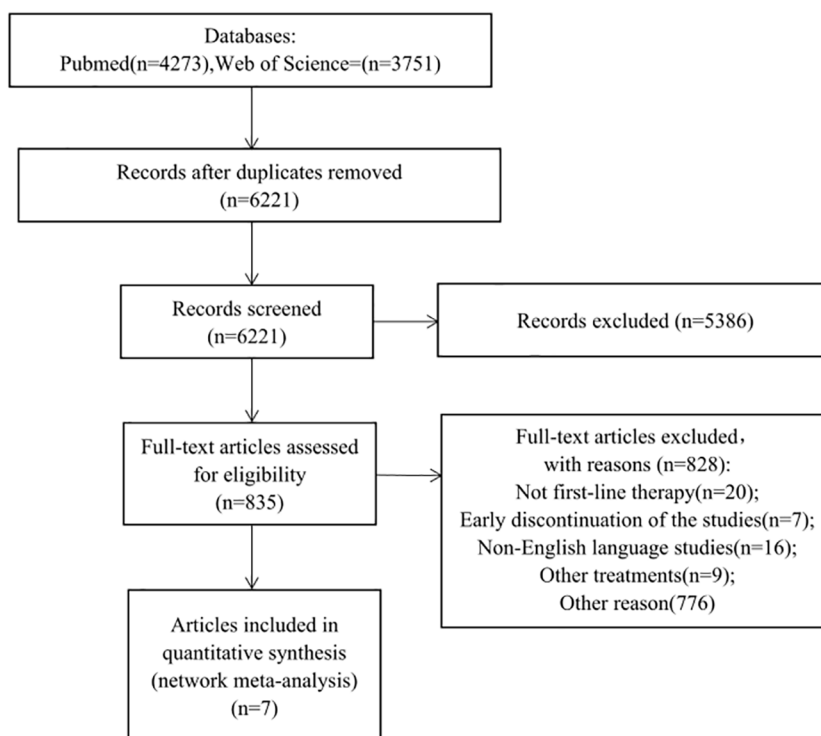 Databases:
Pubmed(n=4273),Web of Science=(n=3751)
Records after duplicates removed
(n=6221)
Records screened
(n=6221)
Records excluded (n=5386)
Full-text articles assessed
for eligibility
(n=835)
Full-text articles excluded，
with reasons (n=828):
Not first-line therapy(n=20);
Early discontinuation of the studies(n=7);
Non-English language studies(n=16);
Other treatments(n=9);
Other reason(776)
Articles included in
quantitative synthesis
(network meta-analysis)
(n=7)